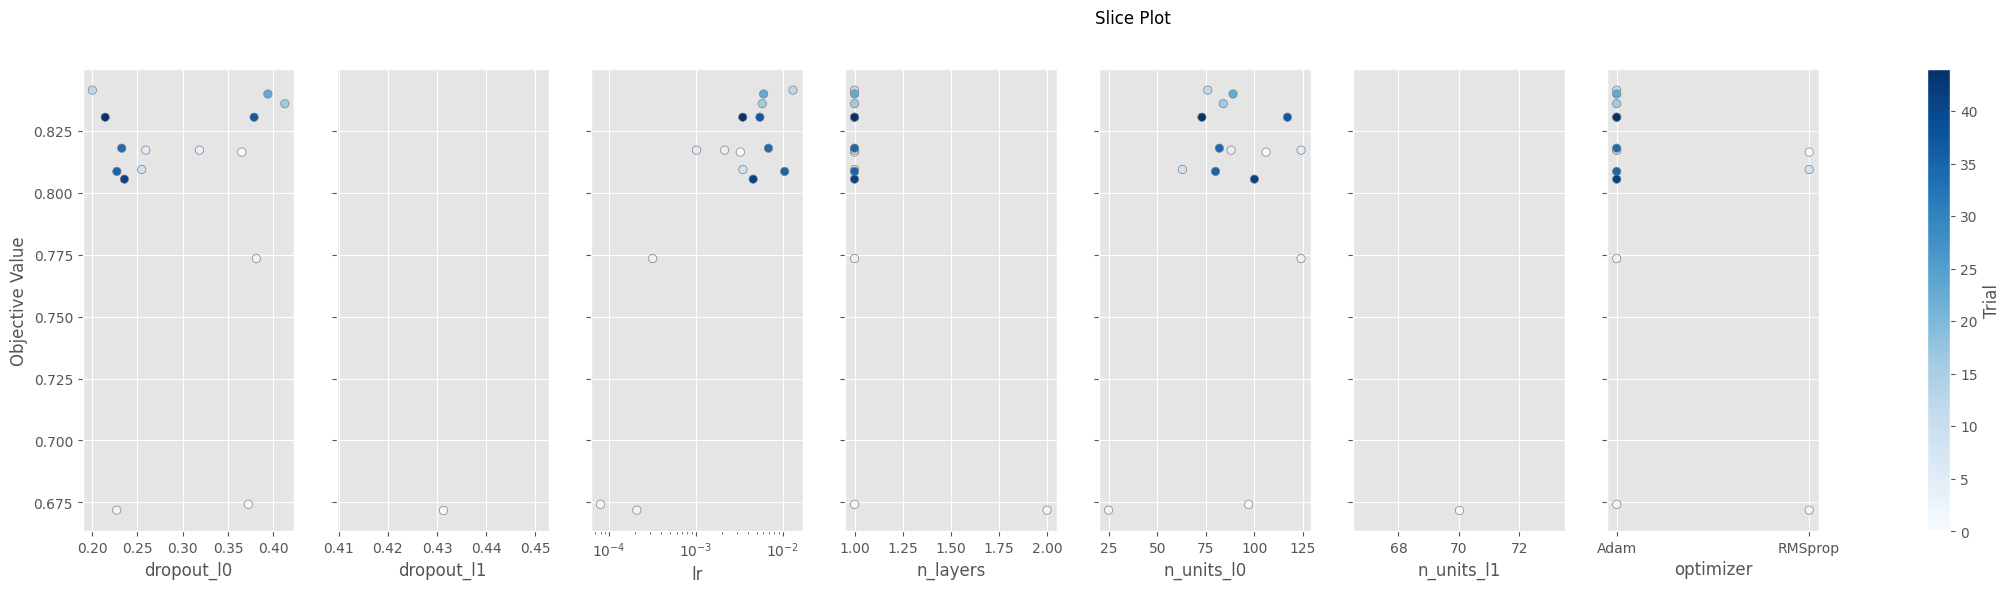 Slice Plot
Objective Value
0.825
0.800
0.775
0.750
0.725
0.700
0.675
0.20 0.25 0.30 0.35 0.40
dropout_l0
0.41 0.42 0.43 0.44 0.45
dropout_l1
10⁻⁴ 10⁻³ 10⁻²
lr
1.00 1.25 1.50 1.75 2.00
n_layers
25 50 75 100 125
n_units_l0
68 70 72
n_units_l1
Adam RMSprop
optimizer
40
35
30
25
20
15
10
5
0
Trial